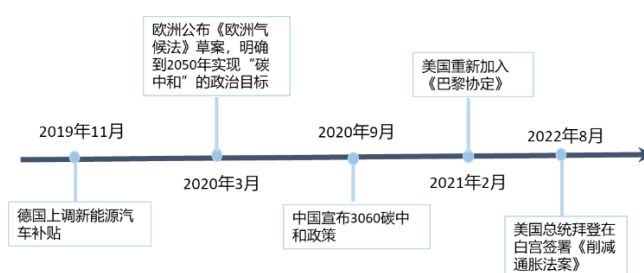 欧洲公布《欧洲气
候法》草案，明确
到2050年实现“碳
中和”的政治目标
美国重新加入
《巴黎协定》
2019年11月
2020年9月
2022年8月
2020年3月
2021年2月
德国上调新能源汽
车补贴
中国宣布3060碳中
和政策
美国总统拜登在
白宫签署《削减
通胀法案》